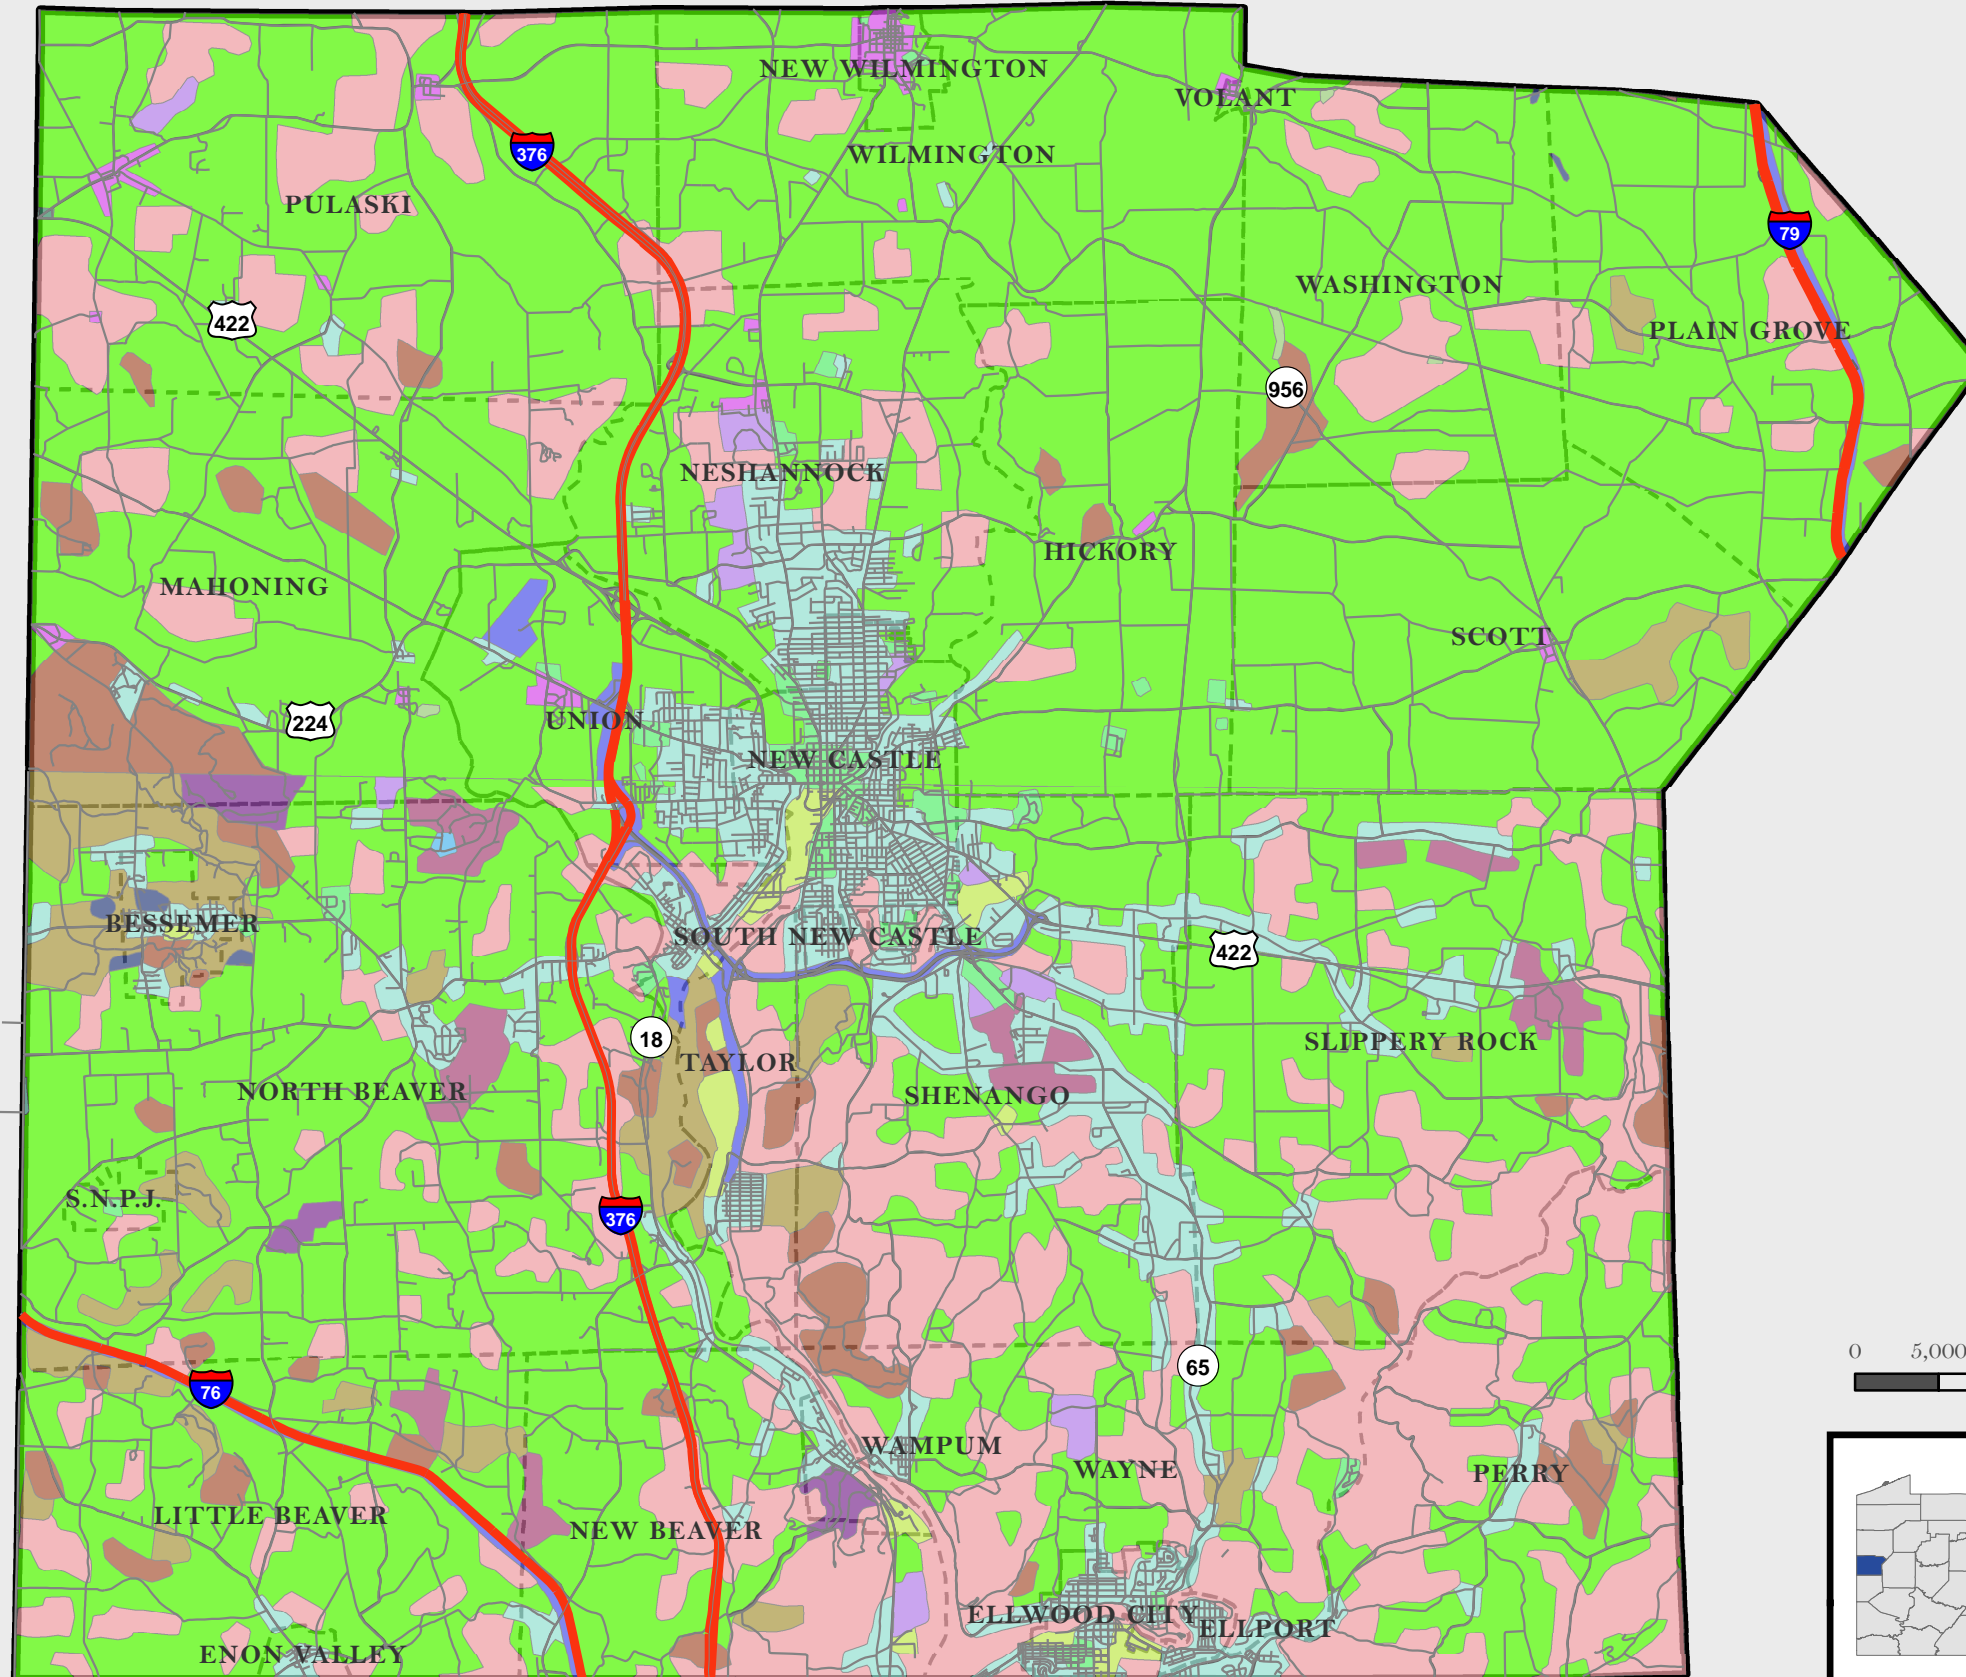 NEW WILMINGTON
VOLANT
376
WILMINGTON
PULASKI
79
WASHINGTON
422
PLAIN GROVE
956
NESHANNOCK
HICKORY
MAHONING
SCOTT
224
UNION
NEW CASTLE
BESSEMER
SOUTH NEW CASTLE
422
18
SLIPPERY ROCK
TAYLOR
NORTH BEAVER
SHENANGO
S.N.P.J.
376
0 5,000
65
76
WAMPUM
WAYNE
PERRY
LITTLE BEAVER
NEW BEAVER
ELLWOOD CITY
ELLPORT
ENON VALLEY